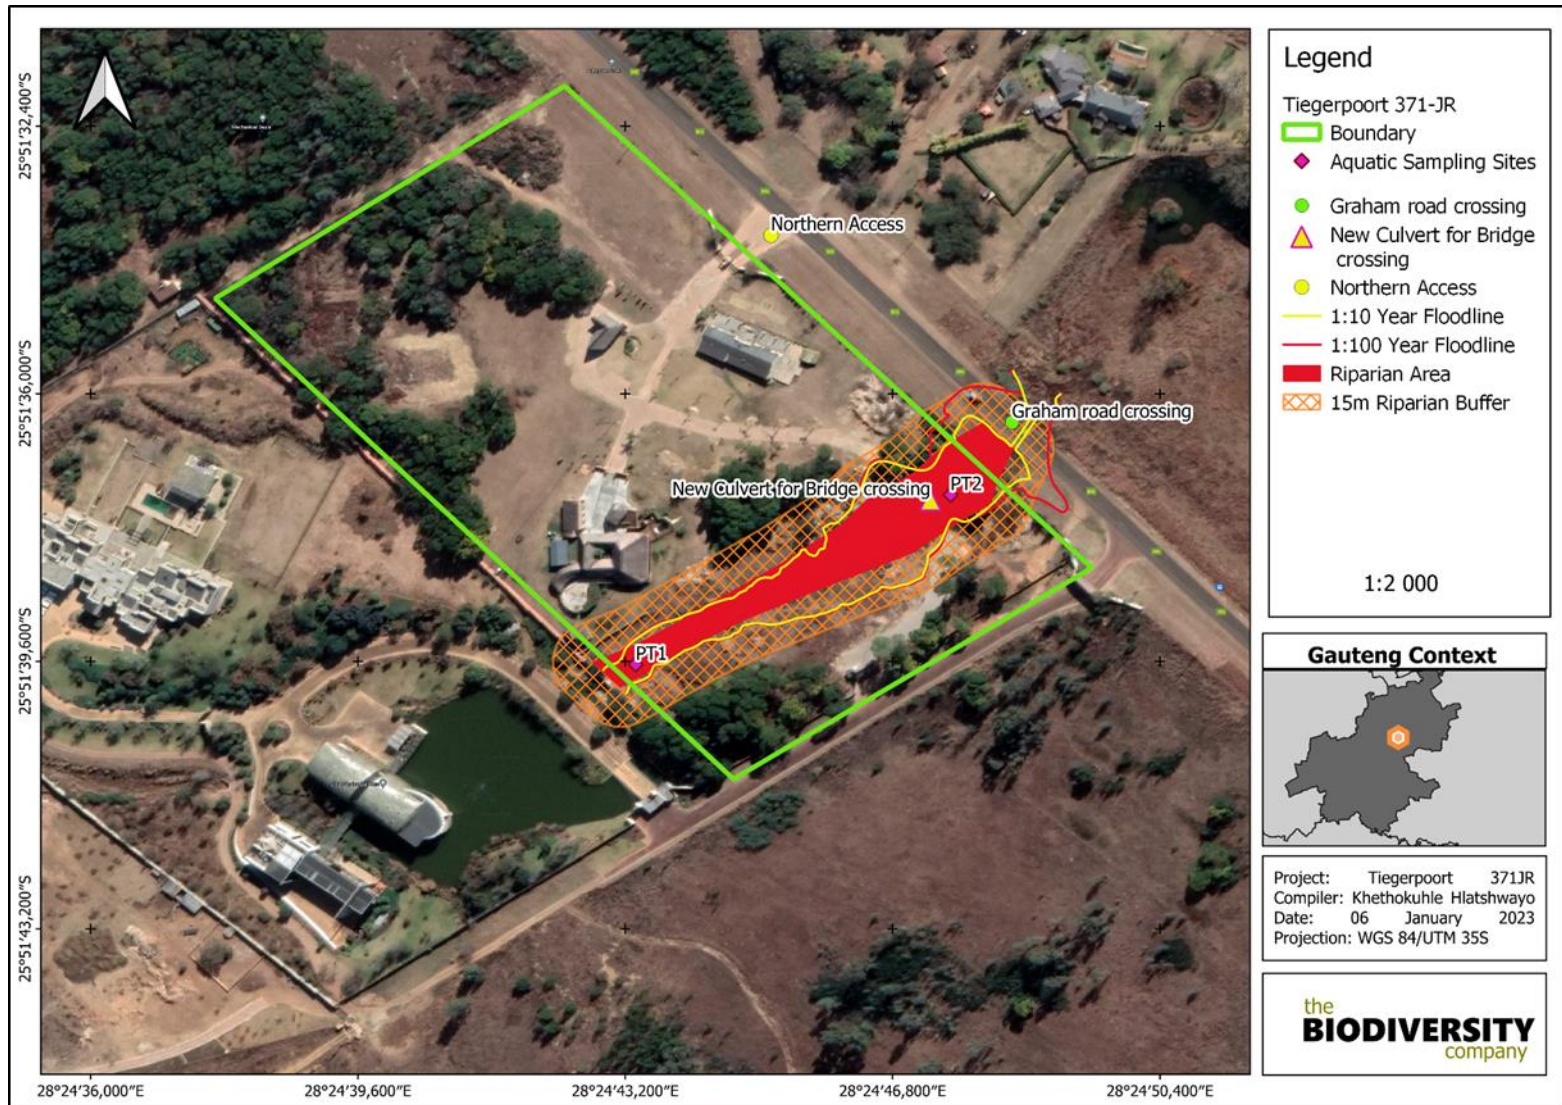 25°51'32,400"S
25°51'36,000"S
25°51'39,600"S
25°51'43,200"S
28°24'36,000"E
28°24'39,600"E
28°24'43,200"E
28°24'46,800"E
28°24'50,400"E
Northern Access
Graham road crossing
New Culvert for Bridge crossing
PT2
PT1
Legend
Tiegerpoort 371-JR
Boundary
Aquatic Sampling Sites
Graham road crossing
New Culvert for Bridge
crossing
Northern Access
1:10 Year Floodline
1:100 Year Floodline
Riparian Area
15m Riparian Buffer
1:2 000
Gauteng Context
Project: Tiegerpoort 371JR
Compiler: Khethokuhle Hlatshwayo
Date: 06 January 2023
Projection: WGS 84/UTM 35S
the
BIODIVERSITY
company